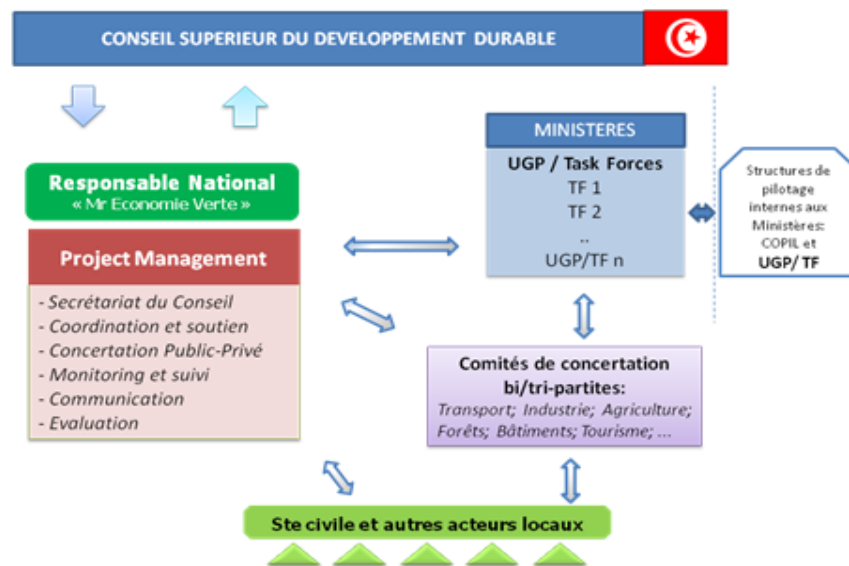 CONSEIL SUPERIEUR DU DEVELOPPEMENT DURABLE
Responsable National
« Mr Economie Verte »
Project Management
- Secrétariat du Conseil
- Coordination et soutien
- Concertation Public-Privé
- Monitoring et suivi
- Communication
- Evaluation
MINISTERES
UGP / Task Forces
TF 1
TF 2
..
UGP/TF n
Structures de
pilotage
internes aux
Ministères:
COPIL et
UGP/ TF
Comités de concertation
bi/tri-partites:
Transport; Industrie; Agriculture;
Forêts; Bâtiments; Tourisme; ...
Ste civile et autres acteurs locaux